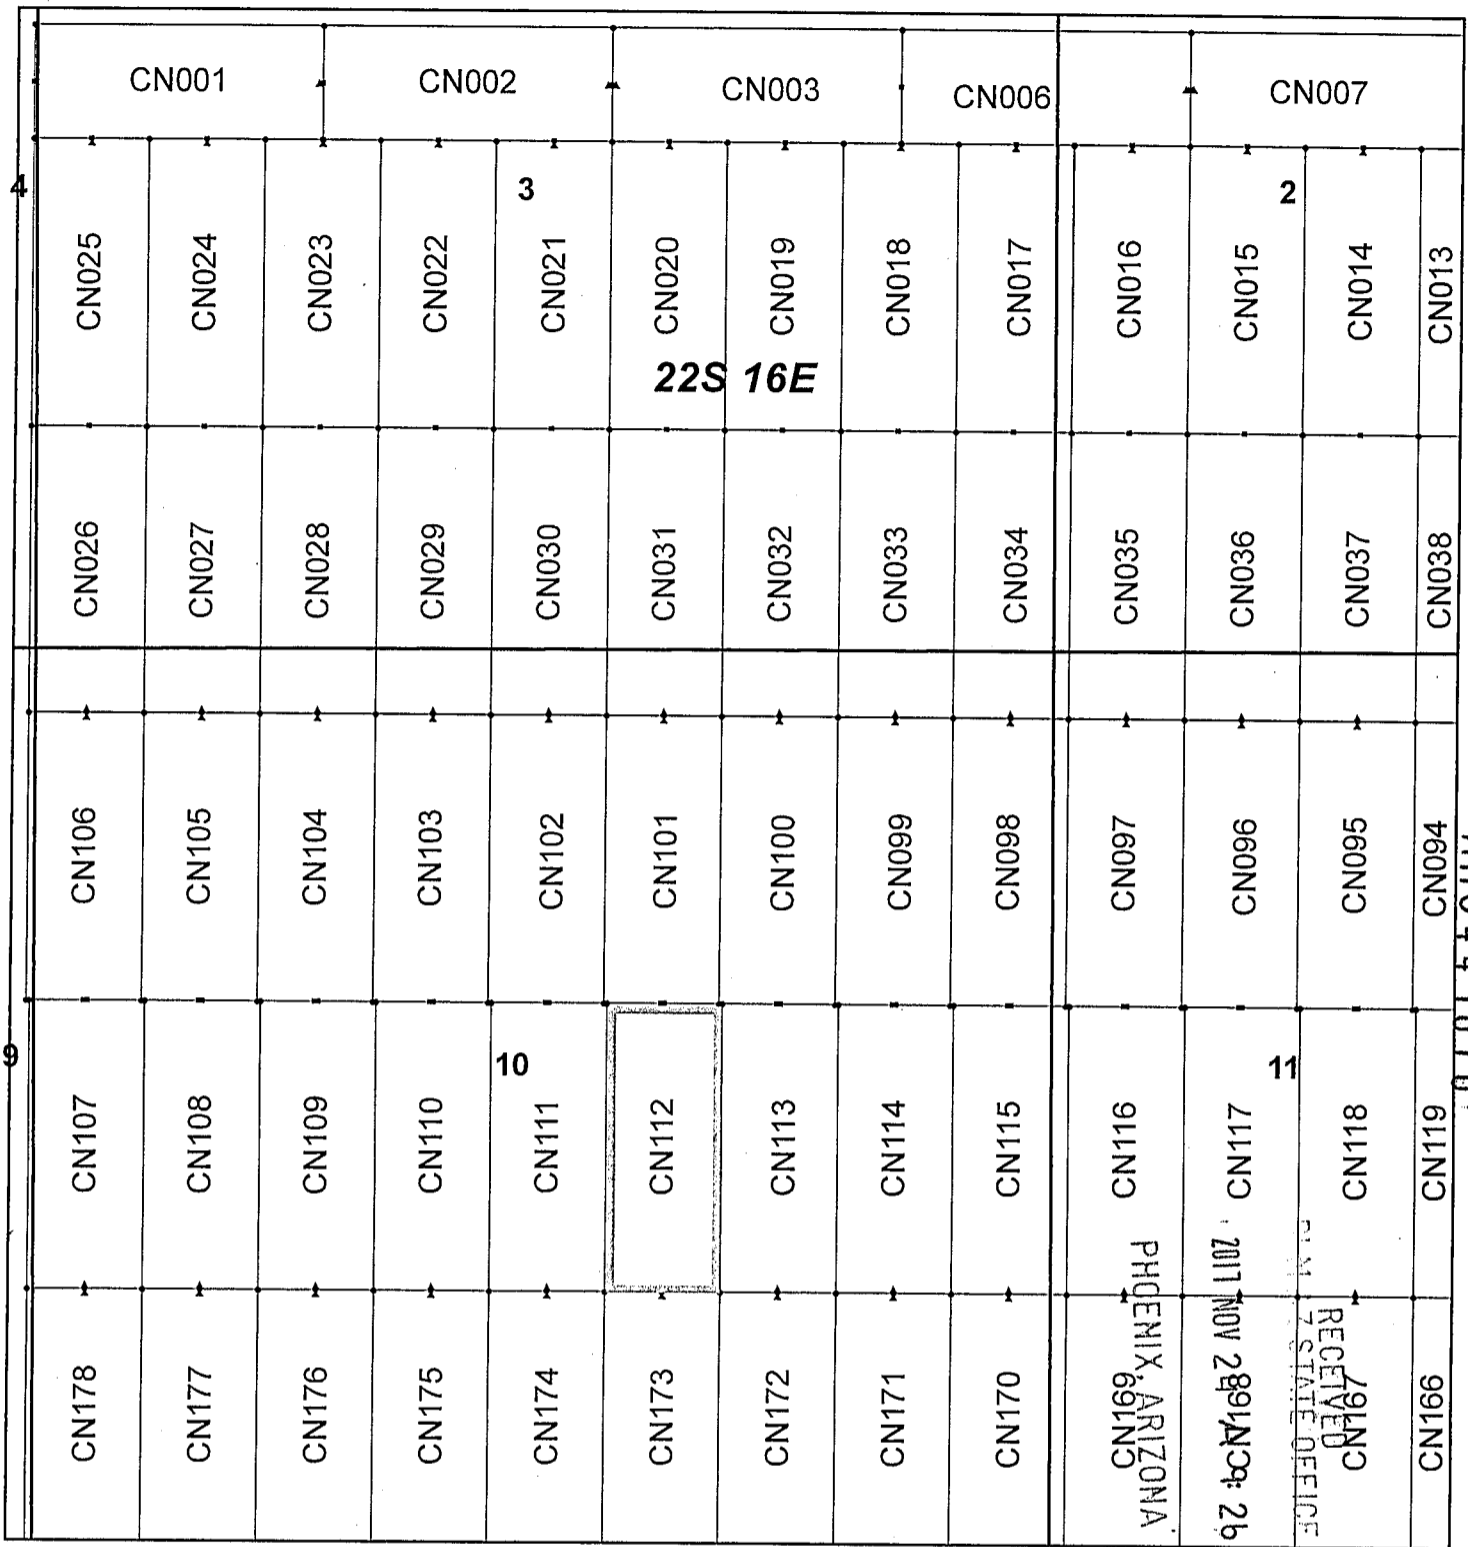 CN001 CN002 CN003 CN006 CN007
4 3 2
CN025 CN024 CN023 CN022 CN021 CN020 CN019 CN018 CN017 CN016 CN015 CN014 CN013
22S 16E
CN026 CN027 CN028 CN029 CN030 CN031 CN032 CN033 CN034 CN035 CN036 CN037 CN038
CN106 CN105 CN104 CN103 CN102 CN101 CN100 CN099 CN098 CN097 CN096 CN095 CN094
9 10 11
CN107 CN108 CN109 CN110 CN111 CN112 CN113 CN114 CN115 CN116 CN117 CN118 CN119
CN178 CN177 CN176 CN175 CN174 CN173 CN172 CN171 CN170 CN169 CN168 CN167 CN166
RECEIVED
STATE OFFICE
2017 NOV
PHOENIX, ARIZONA